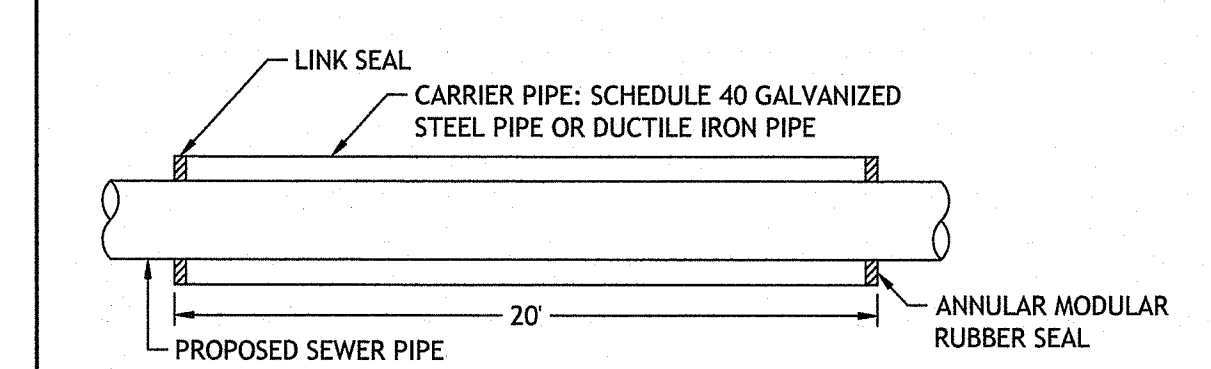 LINK SEAL
CARRIER PIPE: SCHEDULE 40 GALVANIZED
STEEL PIPE OR DUCTILE IRON PIPE
20'
ANNULAR MODULAR
RUBBER SEAL
PROPOSED SEWER PIPE